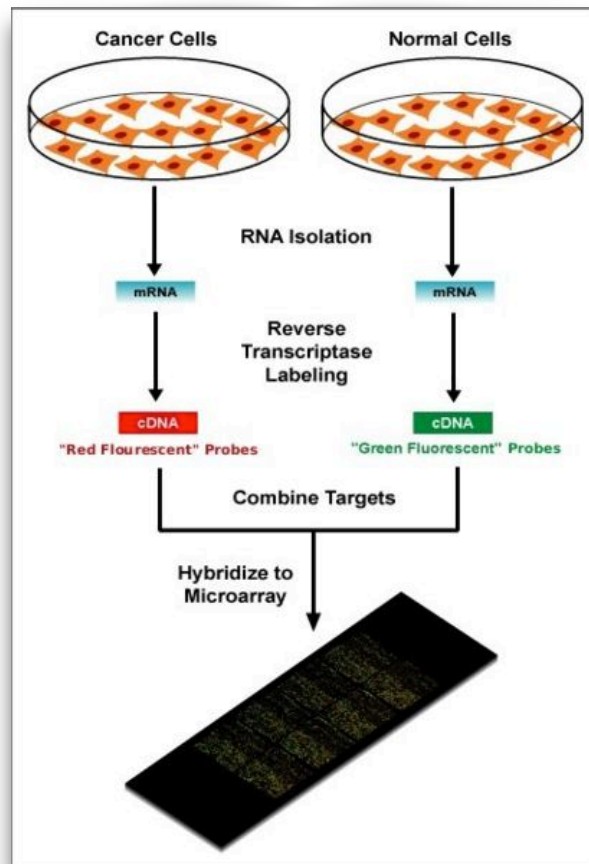 Cancer Cells
Normal Cells
RNA Isolation
mRNA
mRNA
Reverse
Transcriptase
Labeling
cDNA
cDNA
"Red Flourescent" Probes
"Green Fluorescent" Probes
Combine Targets
Hybridize to
Microarray